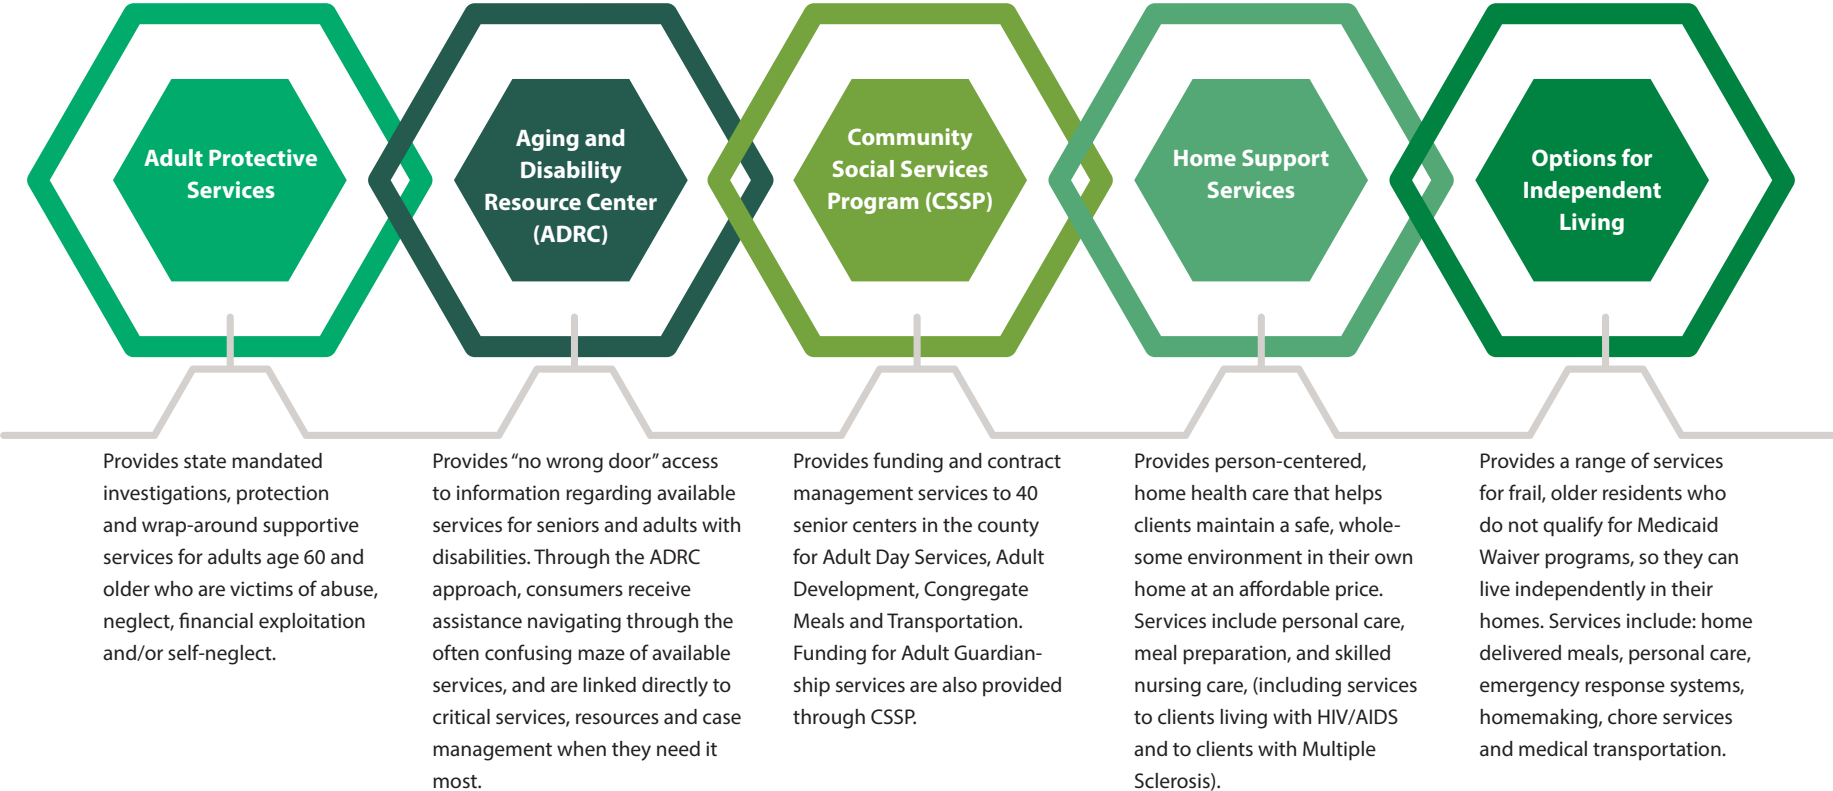 Adult Protective
Services
Aging and
Disability
Resource Center
(ADRC)
Community
Social Services
Program (CSSP)
Home Support
Services
Options for
Independent
Living
Provides state mandated
investigations, protection
and wrap-around supportive
services for adults age 60 and
older who are victims of abuse,
neglect, financial exploitation
and/or self-neglect.
Provides “no wrong door” access
to information regarding available
services for seniors and adults with
disabilities. Through the ADRC
approach, consumers receive
assistance navigating through the
often confusing maze of available
services, and are linked directly to
critical services, resources and case
management when they need it
most.
Provides funding and contract
management services to 40
senior centers in the county
for Adult Day Services, Adult
Development, Congregate
Meals and Transportation.
Funding for Adult Guardian-
ship services are also provided
through CSSP.
Provides person-centered,
home health care that helps
clients maintain a safe, whole-
some environment in their own
home at an affordable price.
Services include personal care,
meal preparation, and skilled
nursing care, (including services
to clients living with HIV/AIDS
and to clients with Multiple
Sclerosis).
Provides a range of services
for frail, older residents who
do not qualify for Medicaid
Waiver programs, so they can
live independently in their
homes. Services include: home
delivered meals, personal care,
emergency response systems,
homemaking, chore services
and medical transportation.